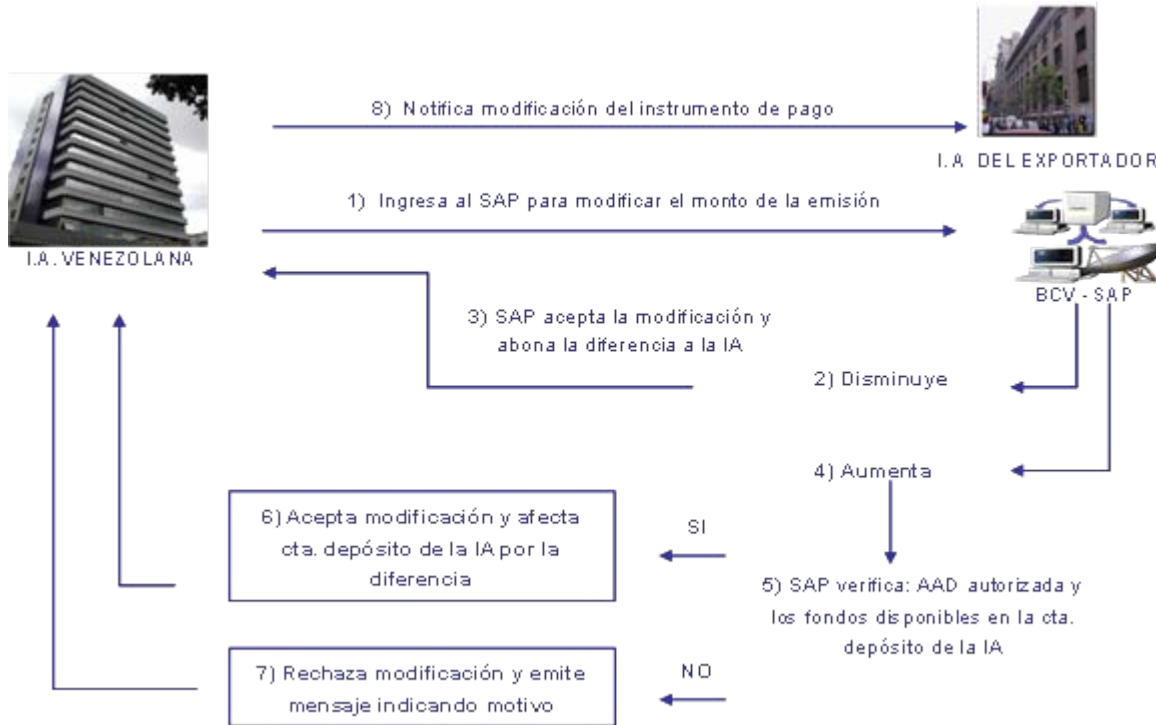 8) Notifica modificación del instrumento de pago
I.A DEL EXPORTADOR
1) Ingresa al SAP para modificar el monto de la emisión
I.A. VENEZOLANA
BCV - SAP
3) SAP acepta la modificación y
abona la diferencia a la IA
2) Disminuye
4) Aumenta
6) Acepta modificación y afecta
cta. depósito de la IA por la
diferencia
SI
5) SAP verifica: AAD autorizada y
los fondos disponibles en la cta.
depósito de la IA
7) Rechaza modificación y emite
mensaje indicando motivo
NO